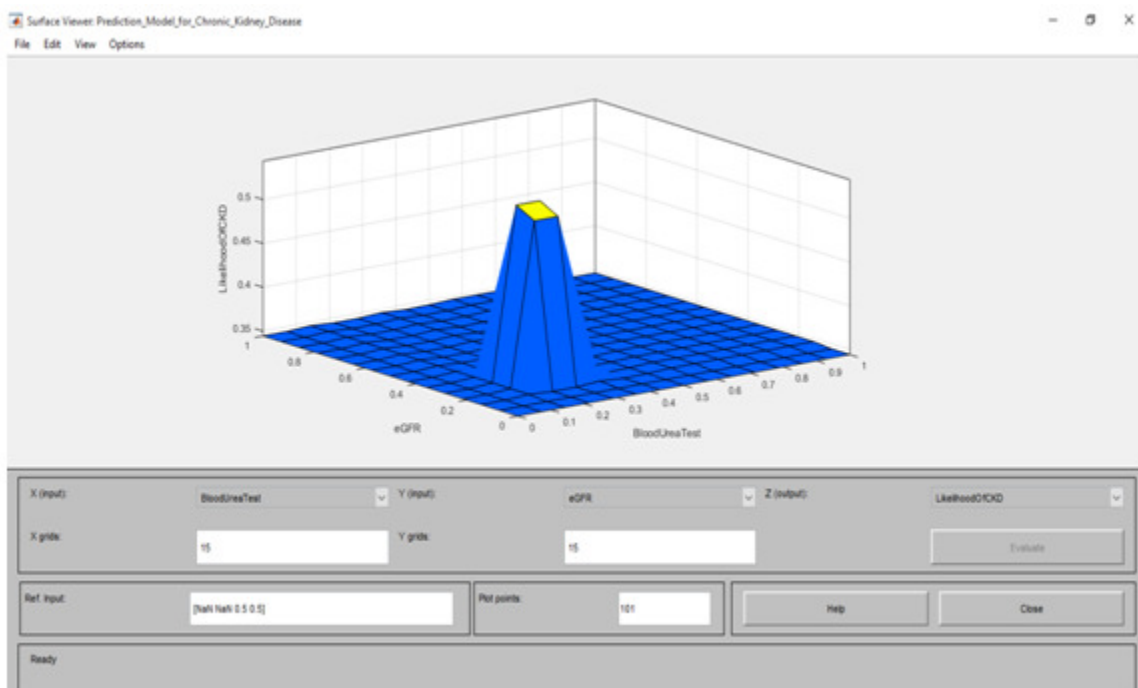 Surface Viewer: Prediction_Model_for_Chronic_Kidney_Disease
File Edit View Options
LikelihoodOfCKD
0.5
0.45
0.4
0.35
1
0.8
0.6
0.4
0.2
0
eGFR
0
0.1
0.2
0.3
0.4
0.5
0.6
0.7
0.8
0.9
1
BloodUreaTest
X (input): BloodUreaTest Y (input): eGFR Z (output): LikelihoodOfCKD
X grids: 15 Y grids: 15 Evaluate
Ref. Input: [NaN NaN 0.5 0.5] Plot points: 101 Help Close
Ready